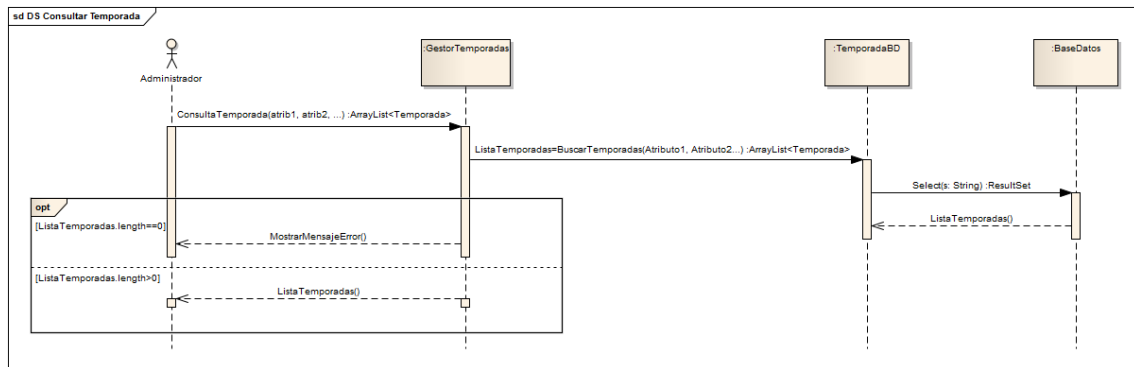 sd DS Consultar Temporada
Administrador
:GestorTemporadas
:TemporadaBD
:BaseDatos
ConsultaTemporada(atrib1, atrib2, ...) :ArrayList<Temporada>
ListaTemporadas=BuscarTemporadas(Atributo1, Atributo2...) :ArrayList<Temporada>
Select(s: String) :ResultSet
ListaTemporadas()
opt
[ListaTemporadas.length==0]
MostrarMensajeError()
[ListaTemporadas.length>0]
ListaTemporadas()